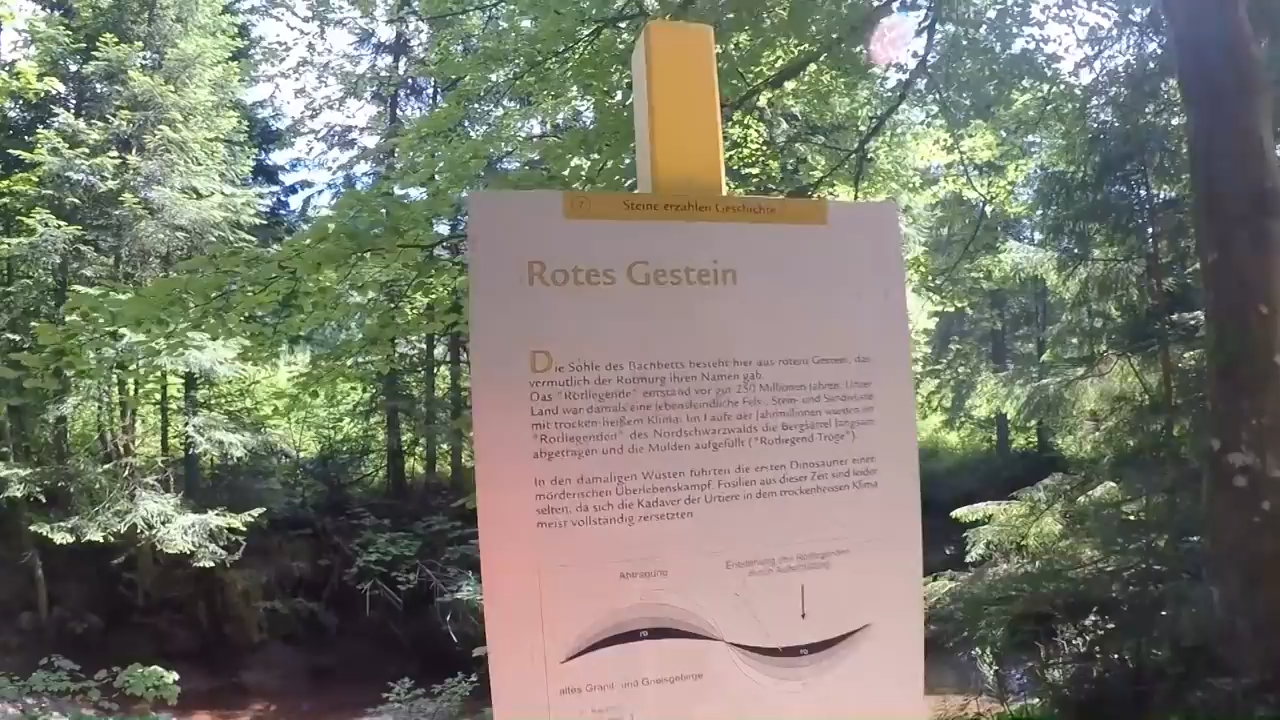 7 Steine erzählen Geschichte
Rotes Gestein
Die Sohle des Bachbetts besteht hier aus rotem Gestein, das
vermutlich der Rotmurg ihren Namen gab.
Das "Rotliegende" entstand vor gut 250 Millionen Jahren. Unser
Land war damals eine lebensfeindliche Fels-, Stein- und Sandwüste
mit trocken-heißem Klima. Im Laufe der Jahrmillionen wurden im
"Rotliegenden" des Nordschwarzwalds die Bergsättel langsam
abgetragen und die Mulden aufgefüllt ("Rotliegend-Tröge").
In den damaligen Wüsten führten die ersten Dinosaurier einen
mörderischen Überlebenskampf. Fosilien aus dieser Zeit sind leider
selten, da sich die Kadaver der Urtiere in dem trockenheissen Klima
meist vollständig zersetzten
Abtragung
Entstehung des Rotliegenden
durch Aufschüttung
ro
ro
altes Granit- und Gneisgebirge